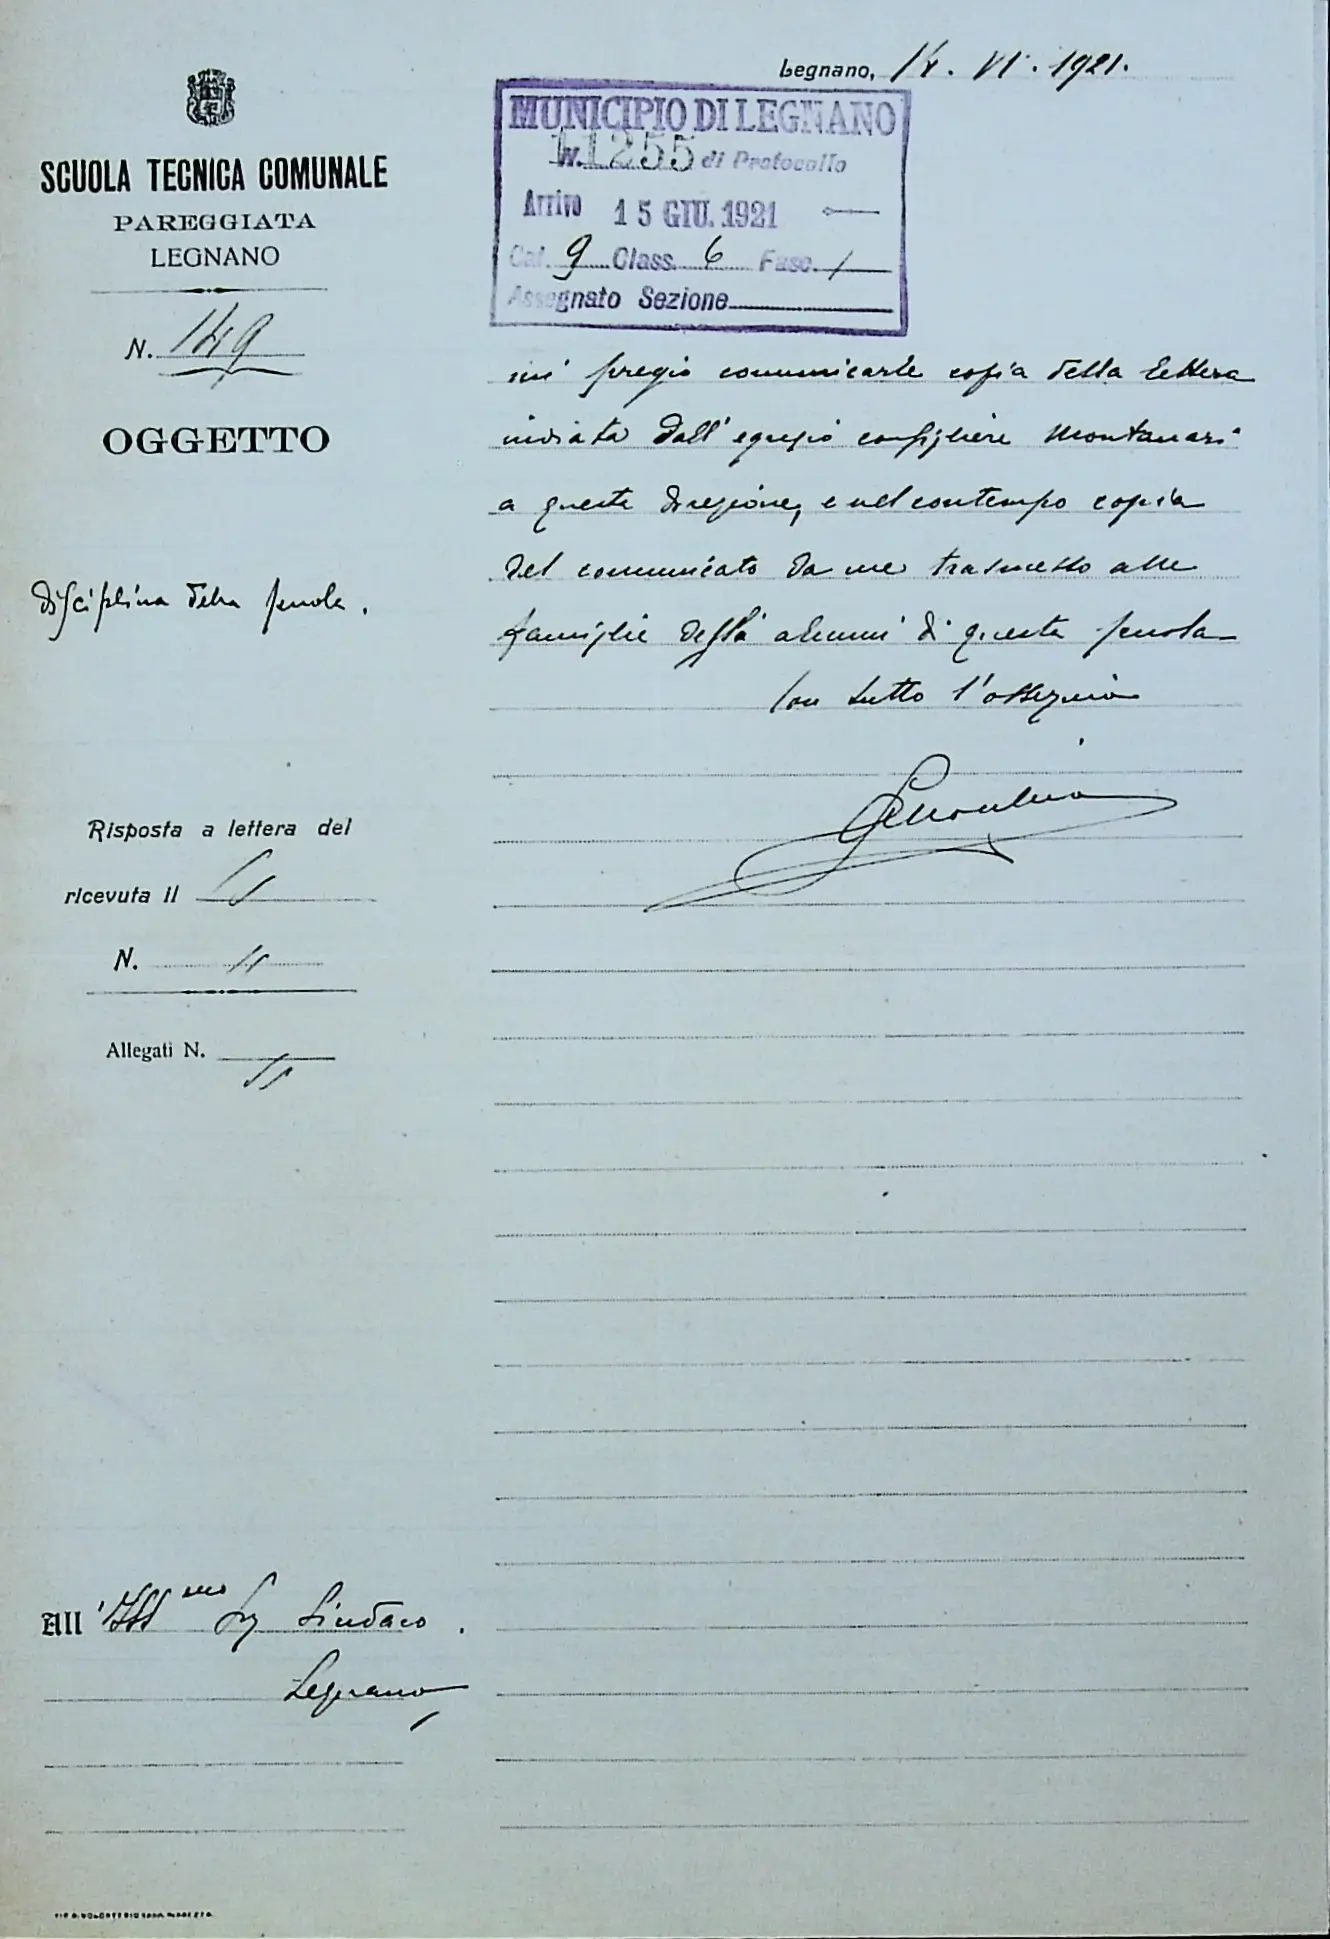 Legnano, 14. VI. 1921.
SCUOLA TECNICA COMUNALE
PAREGGIATA
LEGNANO
N. 149
OGGETTO
disciplina della scuola.
MUNICIPIO DI LEGNANO
N. 11255 di Protocollo
Arrivo 15 GIU. 1921
Cat. 9 Class. 6 Fasc. 1
Assegnato Sezione
mi pregio comunicarle copia della lettera
inviata dall'egregio consigliere Montanari
a questa direzione, e nel contempo copia
del comunicato da me trasmesso alle
famiglie degli alunni di questa scuola
Con tutto l'ossequio
Risposta a lettera del
ricevuta il
N.
Allegati N.
All'Ill mo Sig Sindaco.
Legnano